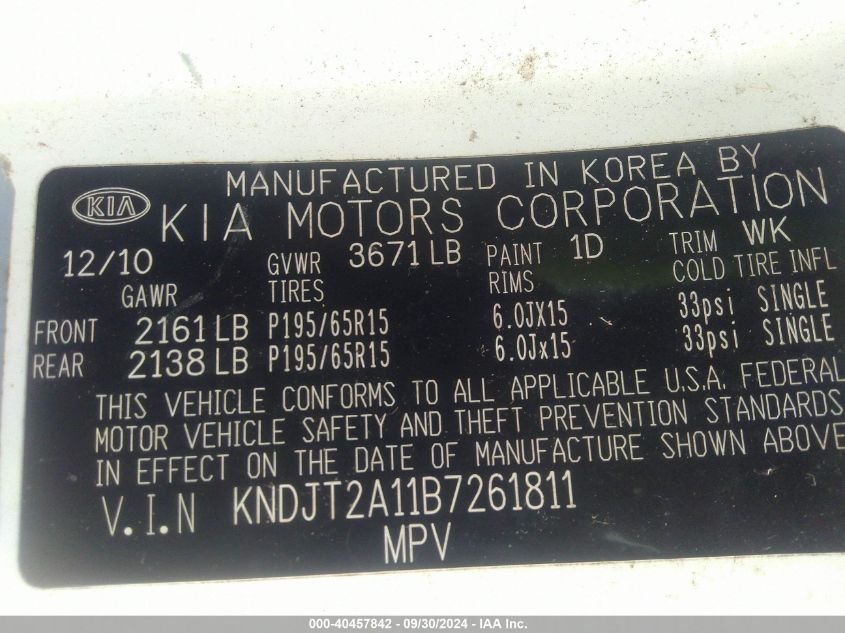 MANUFACTURED IN KOREA BY
KIA KIA MOTORS CORPORATION
12/10 GVWR 3671 LB PAINT 1D TRIM WK
GAWR TIRES RIMS COLD TIRE INFL
FRONT 2161 LB P195/65R15 6.0JX15 33psi SINGLE
REAR 2138 LB P195/65R15 6.0Jx15 33psi SINGLE
THIS VEHICLE CONFORMS TO ALL APPLICABLE U.S.A. FEDERAL
MOTOR VEHICLE SAFETY AND THEFT PREVENTION STANDARDS
IN EFFECT ON THE DATE OF MANUFACTURE SHOWN ABOVE
V.I.N KNDJT2A11B7261811
MPV
000-40457842 - 09/30/2024 - IAA Inc.